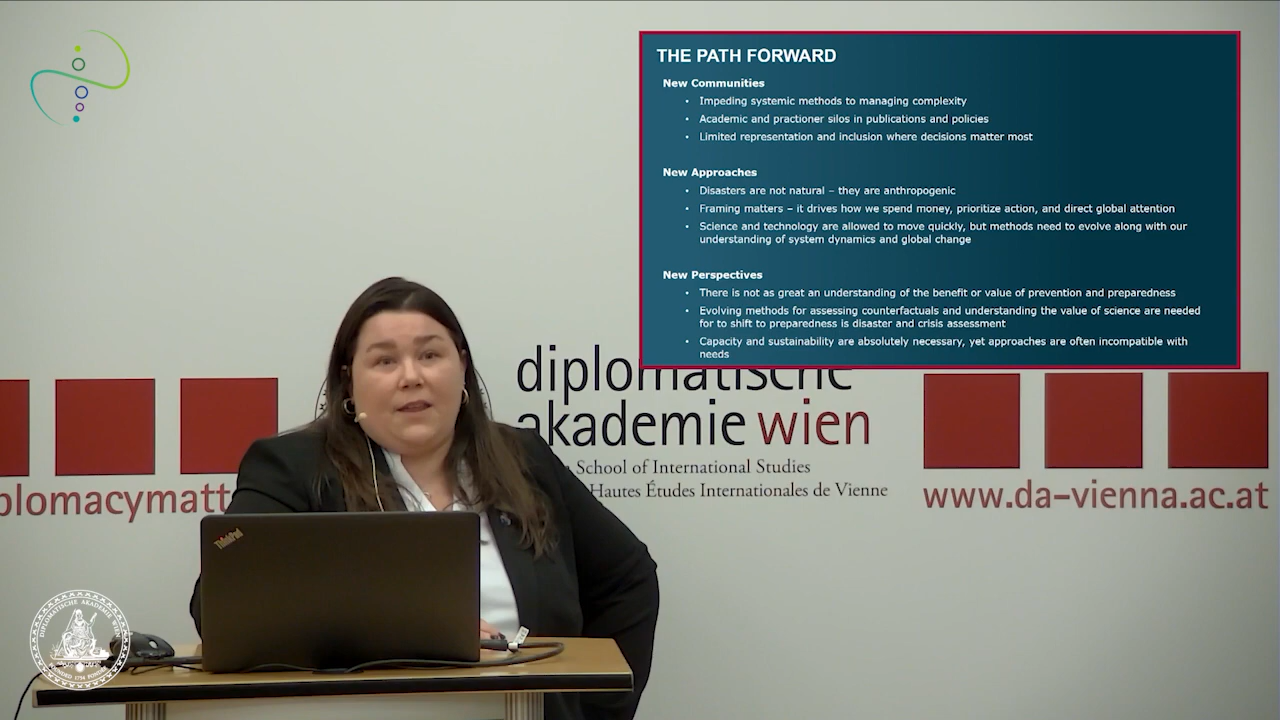 THE PATH FORWARD
New Communities
• Impeding systemic methods to managing complexity
• Academic and practioner silos in publications and policies
• Limited representation and inclusion where decisions matter most
New Approaches
• Disasters are not natural – they are anthropogenic
• Framing matters – it drives how we spend money, prioritize action, and direct global attention
• Science and technology are allowed to move quickly, but methods need to evolve along with our
understanding of system dynamics and global change
New Perspectives
• There is not as great an understanding of the benefit or value of prevention and preparedness
• Evolving methods for assessing counterfactuals and understanding the value of science are needed
for to shift to preparedness is disaster and crisis assessment
• Capacity and sustainability are absolutely necessary, yet approaches are often incompatible with
needs
diplomatische
akademie wien
School of International Studies
Hautes Études Internationales de Vienne
plomacymatt
www.da-vienna.ac.at
ThinkPad
DIPLOMATISCHE AKADEMIE WIEN